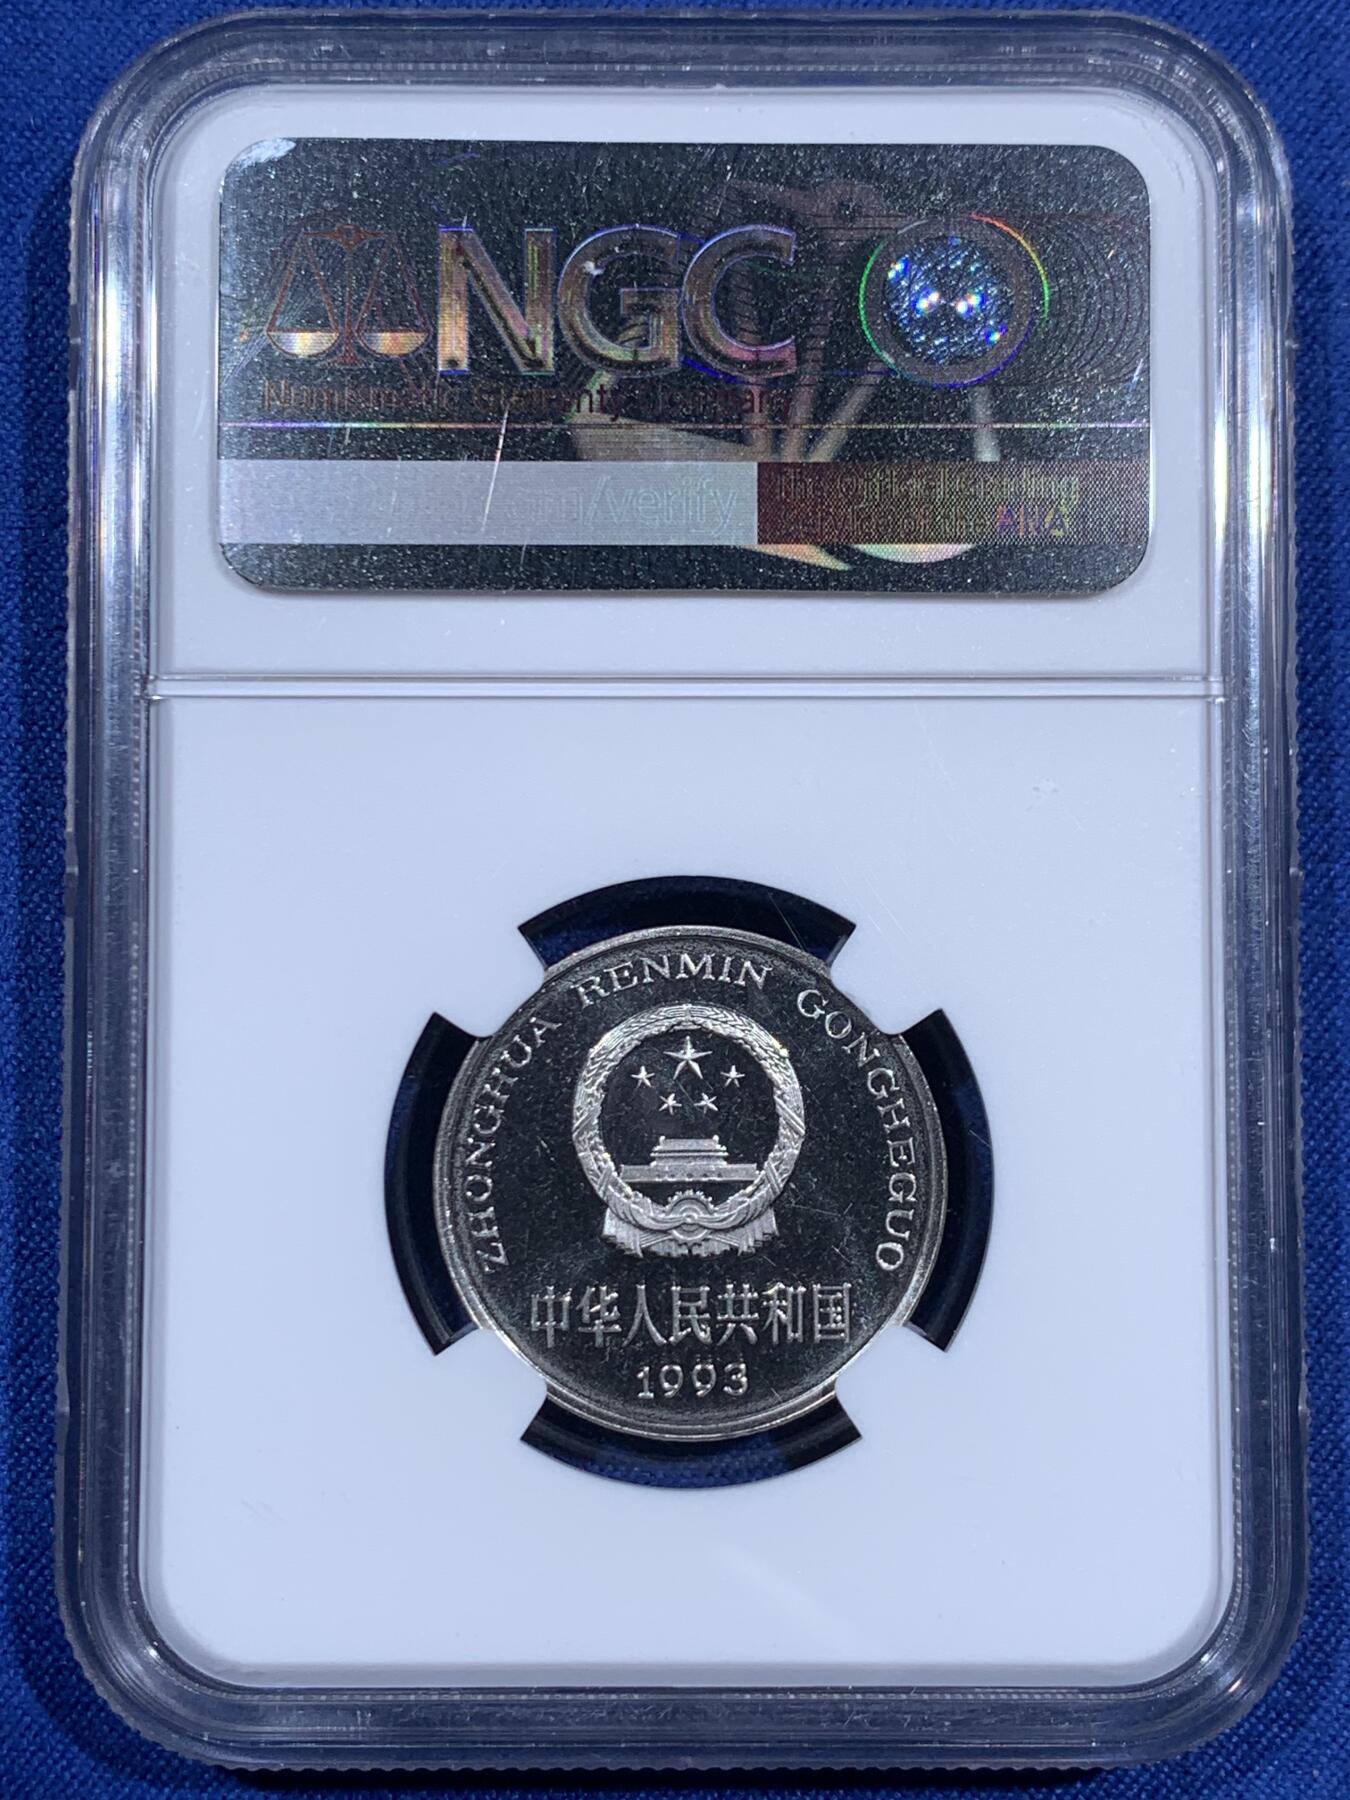 NGC
Numismatic Guaranty Company
/verify
The Official Grading
Service of the ANA
ZHONGHUA RENMIN GONGHEGUO
中华人民共和国
1993